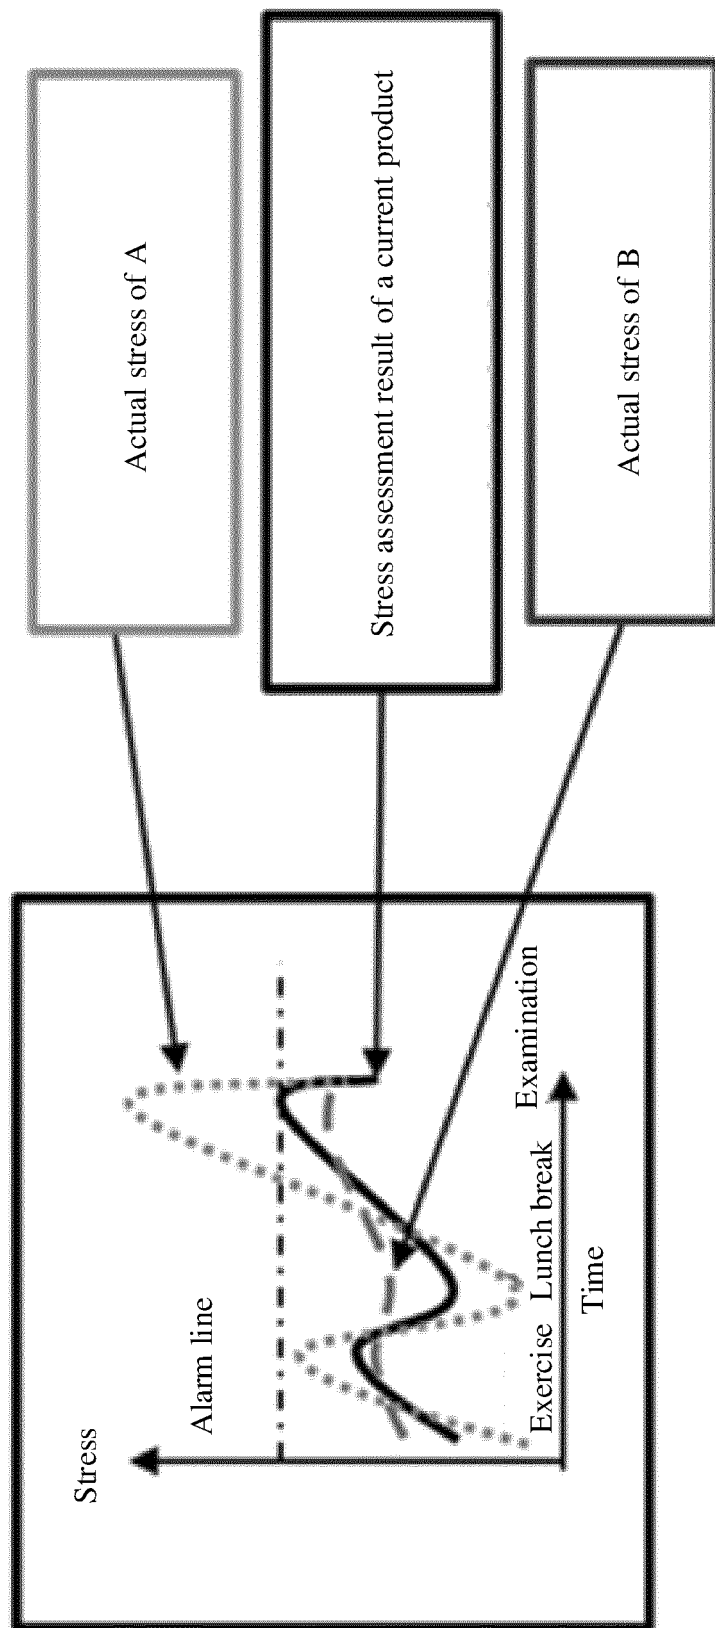 Stress
Alarm line
Exercise
Lunch break
Examination
Time
Actual stress of A
Stress assessment result of a current product
Actual stress of B